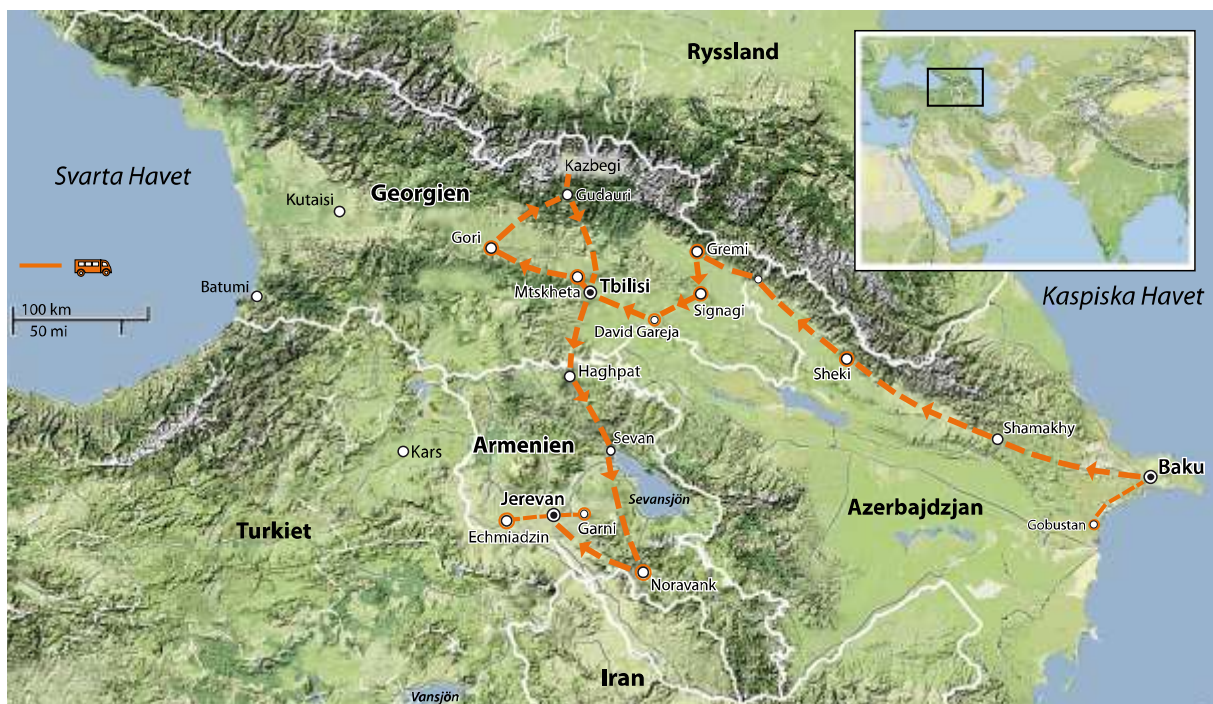 Ryssland
Svarta Havet
Kazbegi
Georgien
Gudauri
Kutaisi
Gori
Gremi
Batumi
Mtskheta
Tbilisi
Signagi
Kaspiska Havet
100 km
50 mi
David Gareja
Haghpat
Sheki
Shamakhy
Armenien
Sevan
Kars
Baku
Jerevan
Sevansjön
Azerbajdzjan
Turkiet
Echmiadzin
Garni
Gobustan
Noravank
Iran
Vansjön